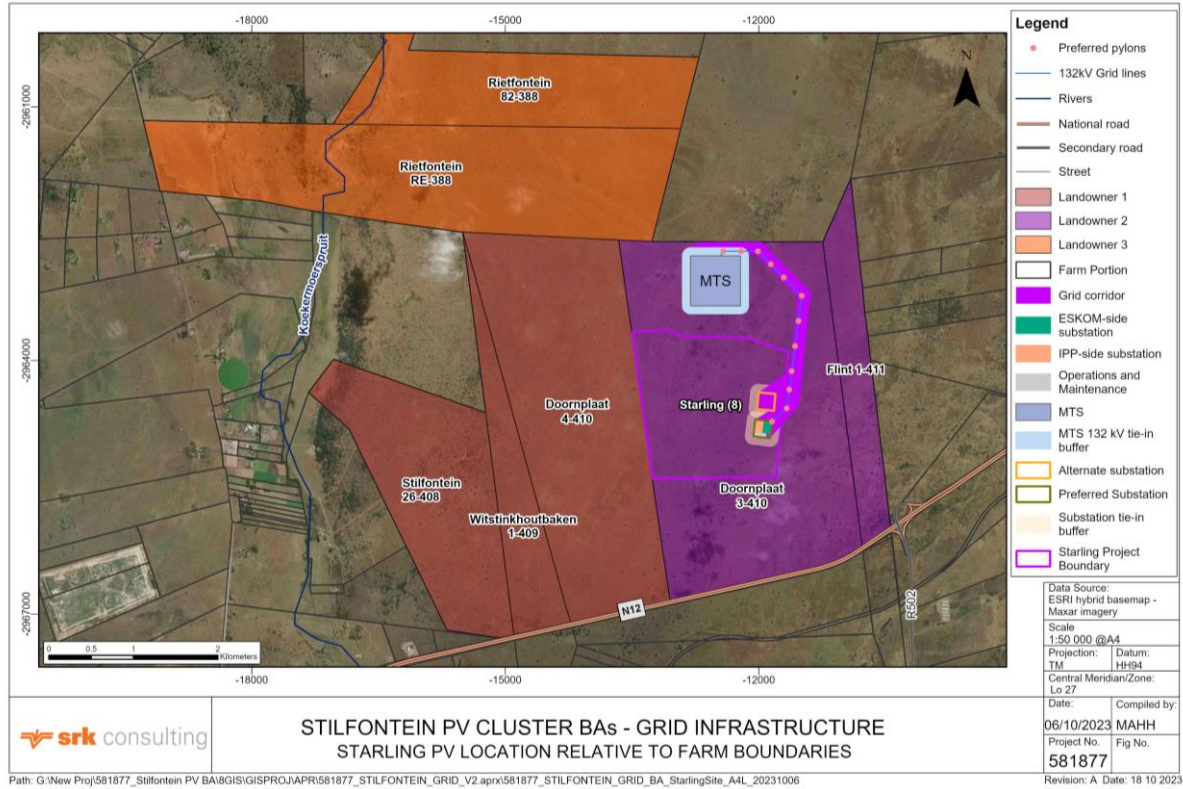 -18000
-15000
-12000
-2961000
-2964000
-2967000
Rietfontein
82-388
Rietfontein
RE-388
Koekermoerspruit
MTS
Flint 1-411
Starling (8)
Doornplaat
4-410
Stilfontein
26-408
Doornplaat
3-410
Witstinkhoutbaken
1-409
N12
R502
0 0.5 1 2
Kilometers
-18000
-15000
-12000
N
Legend
Preferred pylons
132kV Grid lines
Rivers
National road
Secondary road
Street
Landowner 1
Landowner 2
Landowner 3
Farm Portion
Grid corridor
ESKOM-side
substation
IPP-side substation
Operations and
Maintenance
MTS
MTS 132 kV tie-in
buffer
Alternate substation
Preferred Substation
Substation tie-in
buffer
Starling Project
Boundary
Data Source:
ESRI hybrid basemap -
Maxar imagery
Scale
1:50 000 @A4
Projection: Datum:
TM HH94
Central Meridian/Zone:
Lo 27
Date: Compiled by:
06/10/2023 MAHH
Project No. Fig No.
581877
srk consulting
STILFONTEIN PV CLUSTER BAs - GRID INFRASTRUCTURE
STARLING PV LOCATION RELATIVE TO FARM BOUNDARIES
Path: G:\New Proj\581877_Stilfontein PV BA\8GIS\GISPROJ\APR\581877_STILFONTEIN_GRID_V2.aprx\581877_STILFONTEIN_GRID_BA_StarlingSite_A4L_20231006
Revision: A Date: 18 10 2023